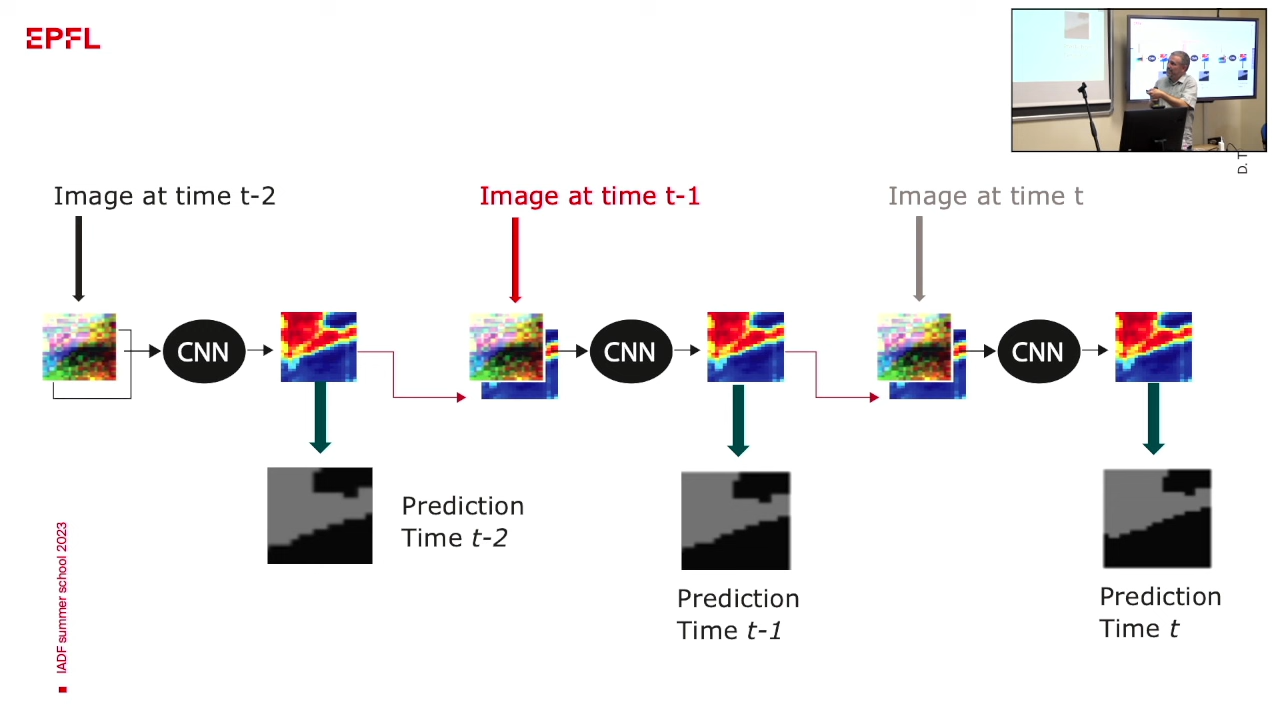 EPFL
D. T
Image at time t-2
Image at time t-1
Image at time t
CNN
CNN
CNN
Prediction
Time t-2
Prediction
Time t-1
Prediction
Time t
IADF summer school 2023